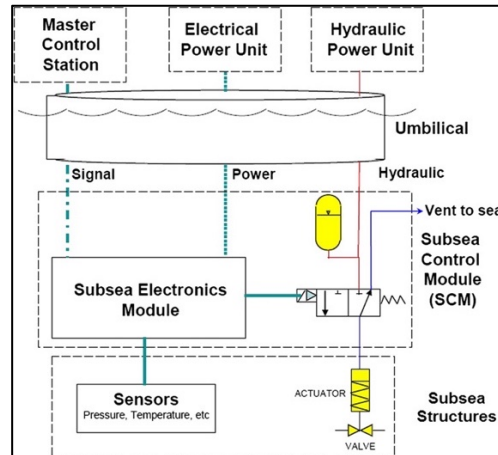 Master
Control
Station
Electrical
Power Unit
Hydraulic
Power Unit
Umbilical
Signal
Power
Hydraulic
Vent to sea
Subsea
Control
Module
(SCM)
Subsea Electronics
Module
Sensors
Pressure, Temperature, etc
ACTUATOR
VALVE
Subsea
Structures